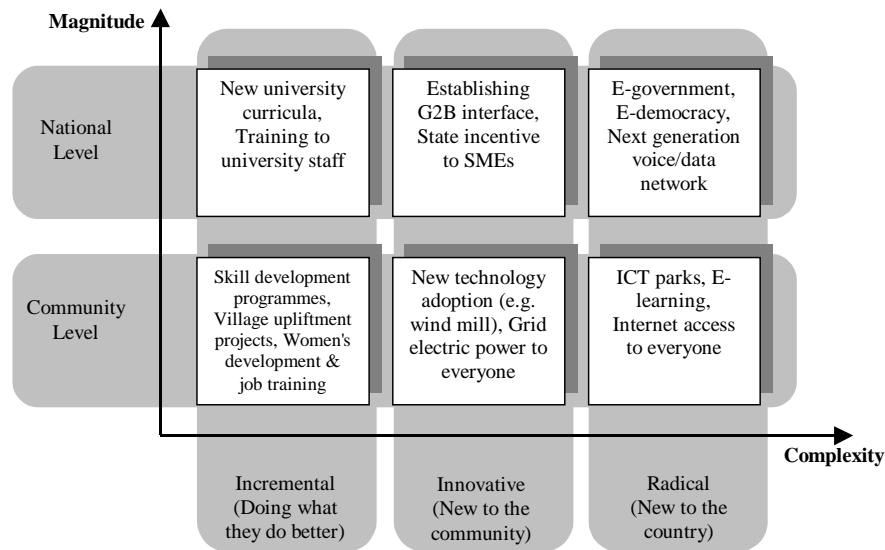 Magnitude
National
Level
New university
curricula,
Training to
university staff
Establishing
G2B interface,
State incentive
to SMEs
E-government,
E-democracy,
Next generation
voice/data
network
Community
Level
Skill development
programmes,
Village upliftment
projects, Women's
development &
job training
New technology
adoption (e.g.
wind mill), Grid
electric power to
everyone
ICT parks, E-
learning,
Internet access
to everyone
Complexity
Incremental
(Doing what
they do better)
Innovative
(New to the
community)
Radical
(New to the
country)